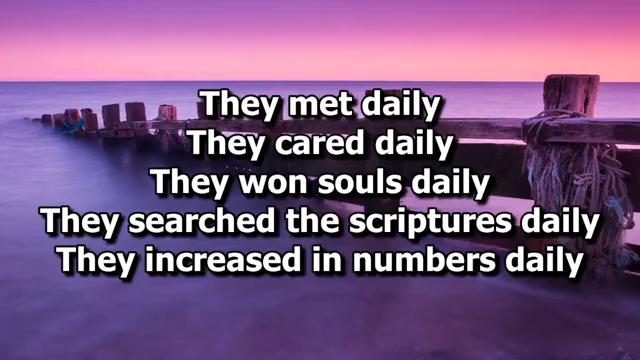 They met daily
They cared daily
They won souls daily
They searched the scriptures daily
They increased in numbers daily